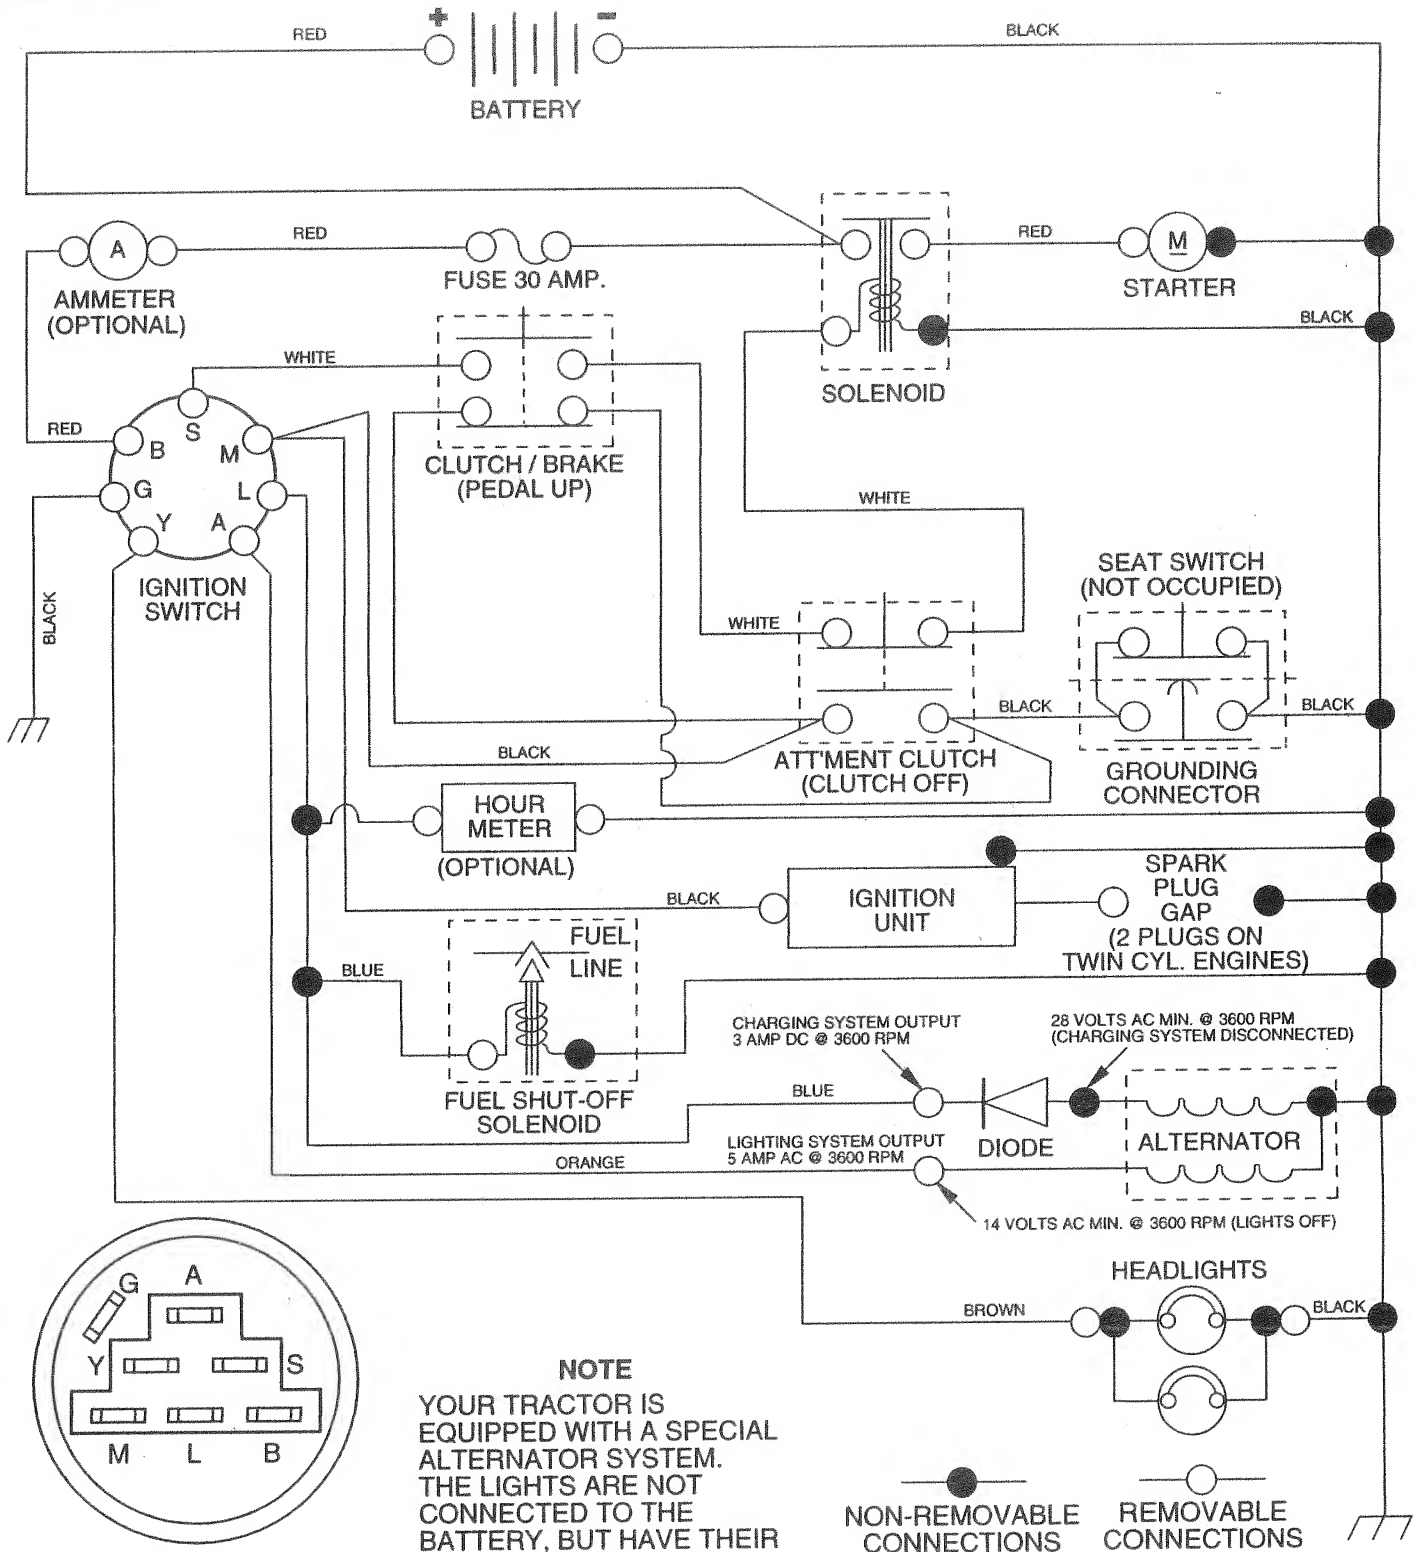 + -
RED
BLACK
BATTERY
A
RED
RED
M
FUSE 30 AMP.
STARTER
AMMETER
(OPTIONAL)
BLACK
WHITE
SOLENOID
RED
S
B
M
G
L
Y
A
CLUTCH / BRAKE
(PEDAL UP)
WHITE
IGNITION
SWITCH
BLACK
SEAT SWITCH
(NOT OCCUPIED)
WHITE
BLACK
BLACK
BLACK
ATT'MENT CLUTCH
(CLUTCH OFF)
GROUNDING
CONNECTOR
HOUR
METER
(OPTIONAL)
BLACK
IGNITION
UNIT
SPARK
PLUG
GAP
(2 PLUGS ON
TWIN CYL. ENGINES)
FUEL
LINE
BLUE
FUEL SHUT-OFF
SOLENOID
CHARGING SYSTEM OUTPUT
3 AMP DC @ 3600 RPM
28 VOLTS AC MIN. @ 3600 RPM
(CHARGING SYSTEM DISCONNECTED)
BLUE
DIODE
ALTERNATOR
LIGHTING SYSTEM OUTPUT
5 AMP AC @ 3600 RPM
ORANGE
14 VOLTS AC MIN. @ 3600 RPM (LIGHTS OFF)
HEADLIGHTS
BROWN
BLACK
G
A
Y
S
M
L
B
NOTE
YOUR TRACTOR IS
EQUIPPED WITH A SPECIAL
ALTERNATOR SYSTEM.
THE LIGHTS ARE NOT
CONNECTED TO THE
BATTERY, BUT HAVE THEIR
NON-REMOVABLE
CONNECTIONS
REMOVABLE
CONNECTIONS